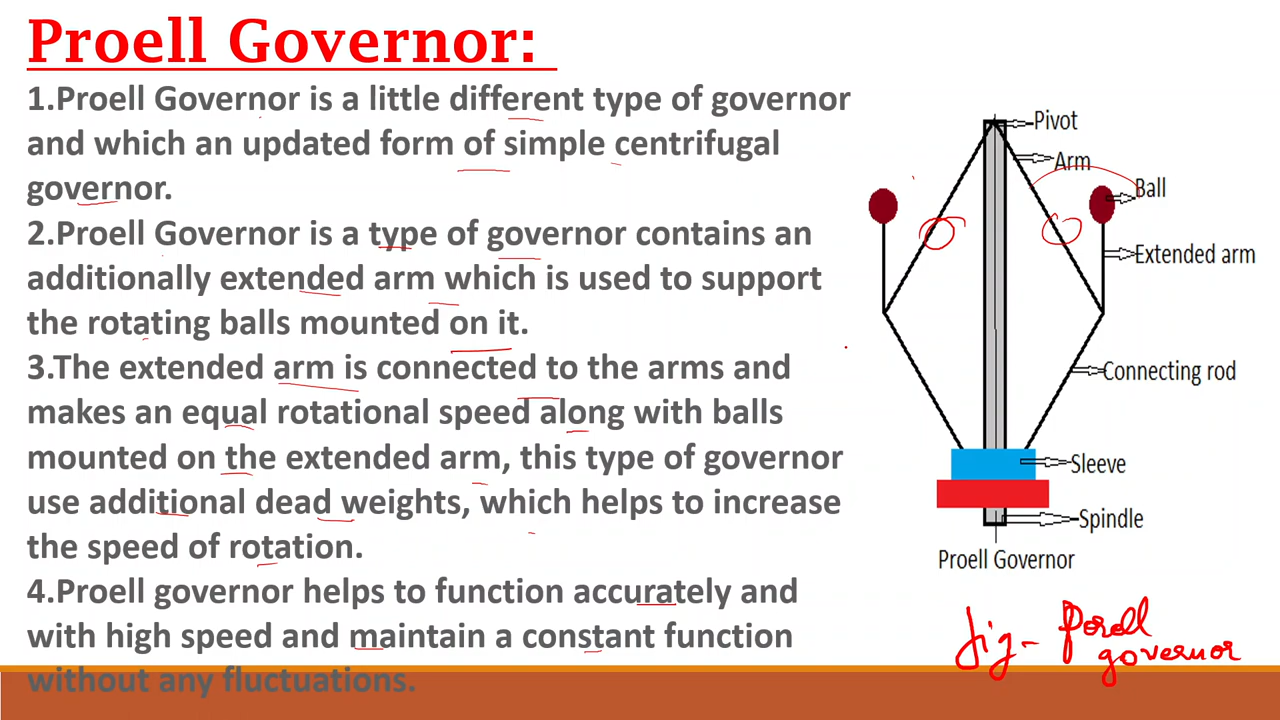 Proell Governor:
1.Proell Governor is a little different type of governor
and which an updated form of simple centrifugal
governor.
2.Proell Governor is a type of governor contains an
additionally extended arm which is used to support
the rotating balls mounted on it.
3.The extended arm is connected to the arms and
makes an equal rotational speed along with balls
mounted on the extended arm, this type of governor
use additional dead weights, which helps to increase
the speed of rotation.
4.Proell governor helps to function accurately and
with high speed and maintain a constant function
without any fluctuations.
Pivot
Arm
Ball
Extended arm
Connecting rod
Sleeve
Spindle
Proell Governor
fig- Poroll
governor